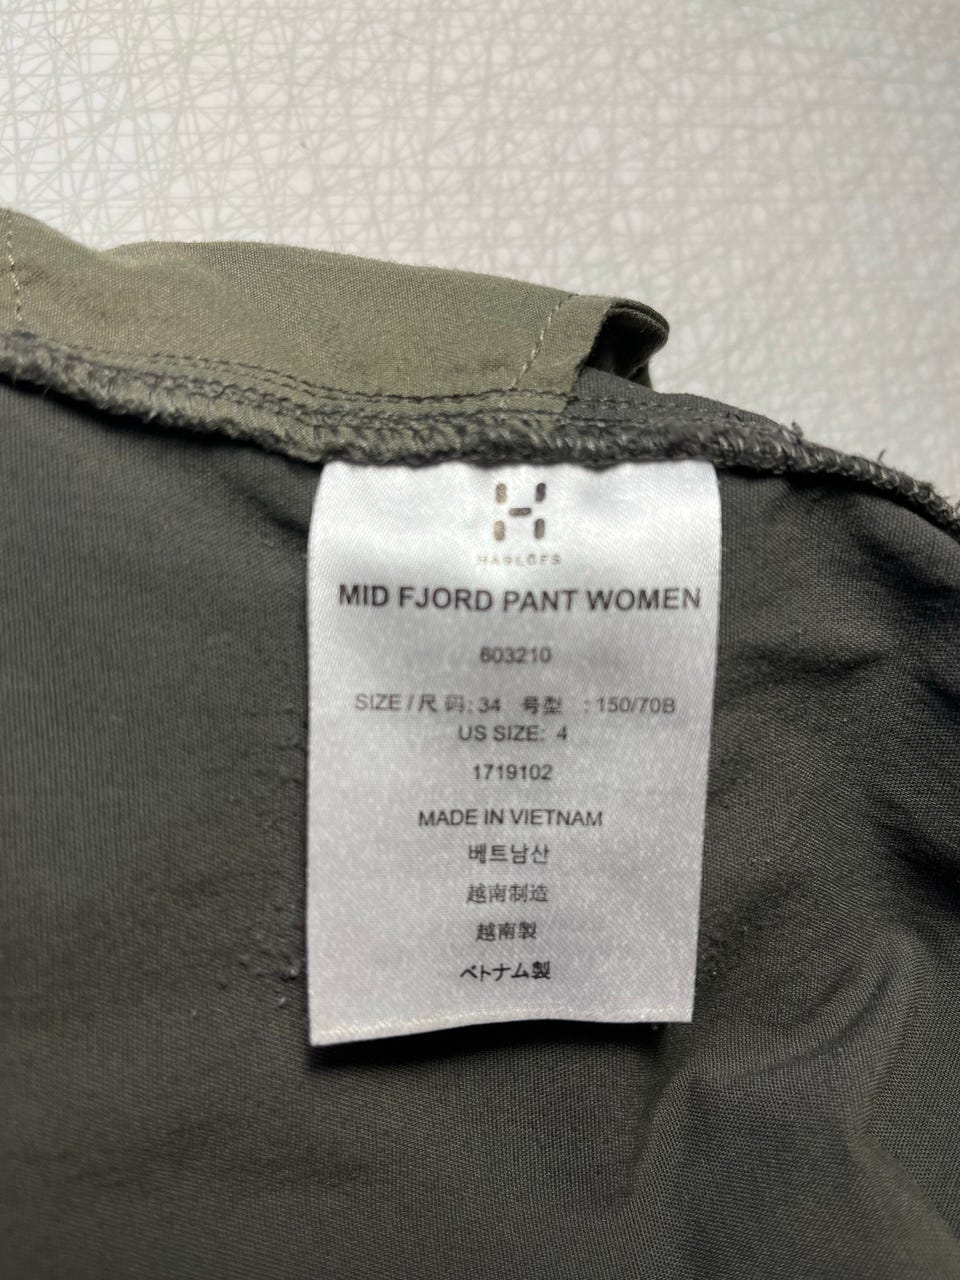 HAGLÖFS
MID FJORD PANT WOMEN
603210
SIZE / 尺 码: 34 号型 : 150/70B
US SIZE: 4
1719102
MADE IN VIETNAM
베트남산
越南制造
越南製
ベトナム製